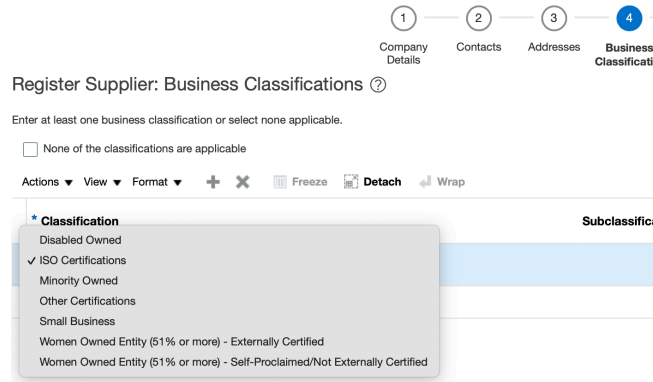 1 2 3 4
Company Details Contacts Addresses Business Classificati
Register Supplier: Business Classifications ?
Enter at least one business classification or select none applicable.
None of the classifications are applicable
Actions View Format Freeze Detach Wrap
* Classification Subclassifica
Disabled Owned
✓ ISO Certifications
Minority Owned
Other Certifications
Small Business
Women Owned Entity (51% or more) - Externally Certified
Women Owned Entity (51% or more) - Self-Proclaimed/Not Externally Certified